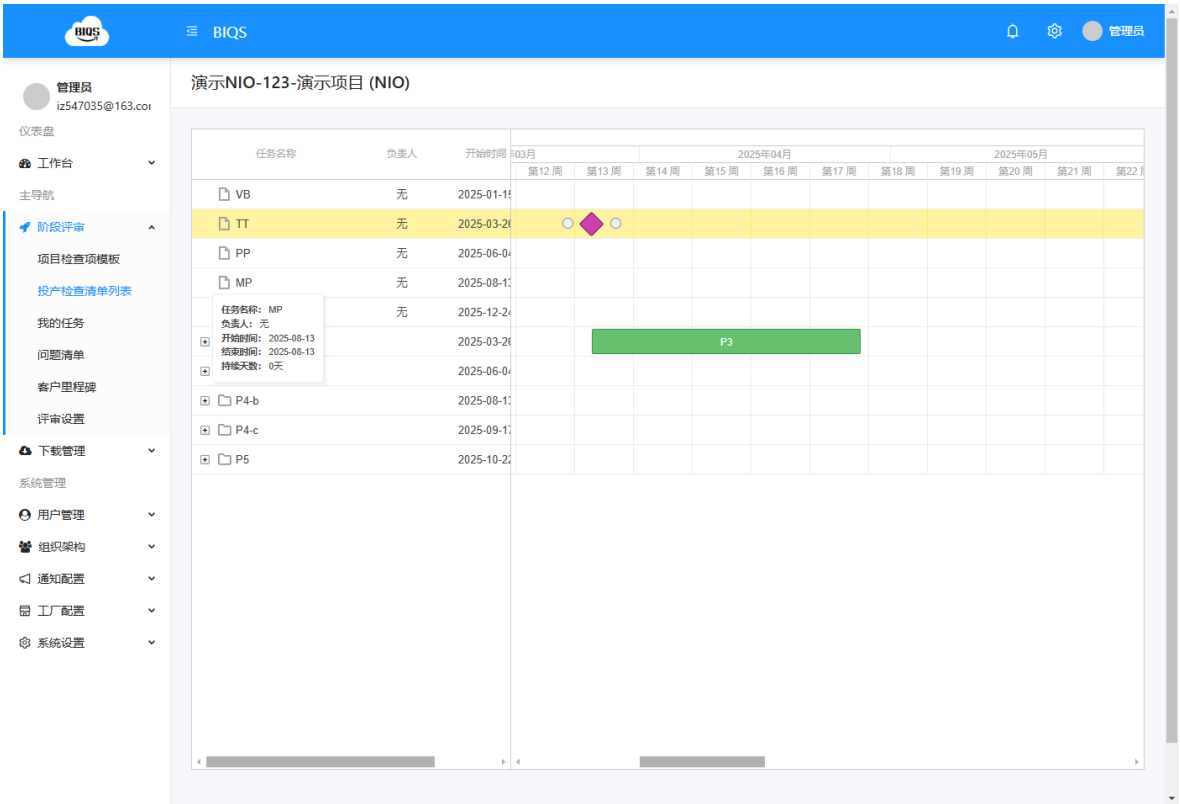 BIQS
BIQS
管理员
管理员
iz547035@163.cor
仪表盘
工作台
主导航
阶段评审
项目检查项模板
投产检查清单列表
我的任务
问题清单
客户里程碑
评审设置
下载管理
系统管理
用户管理
组织架构
通知配置
工厂配置
系统设置
演示NIO-123-演示项目 (NIO)
任务名称 负责人 开始时间
03月 2025年04月 2025年05月
第12 周 第13 周 第14 周 第15 周 第16 周 第17 周 第18 周 第19 周 第20 周 第21 周 第22
VB 无 2025-01-15
TT 无 2025-03-26
PP 无 2025-06-04
MP 无 2025-08-13
无 2025-12-24
2025-03-26 P3
2025-06-04
P4-b 2025-08-13
P4-c 2025-09-17
P5 2025-10-22
任务名称： MP
负责人： 无
开始时间： 2025-08-13
结束时间： 2025-08-13
持续天数： 0天